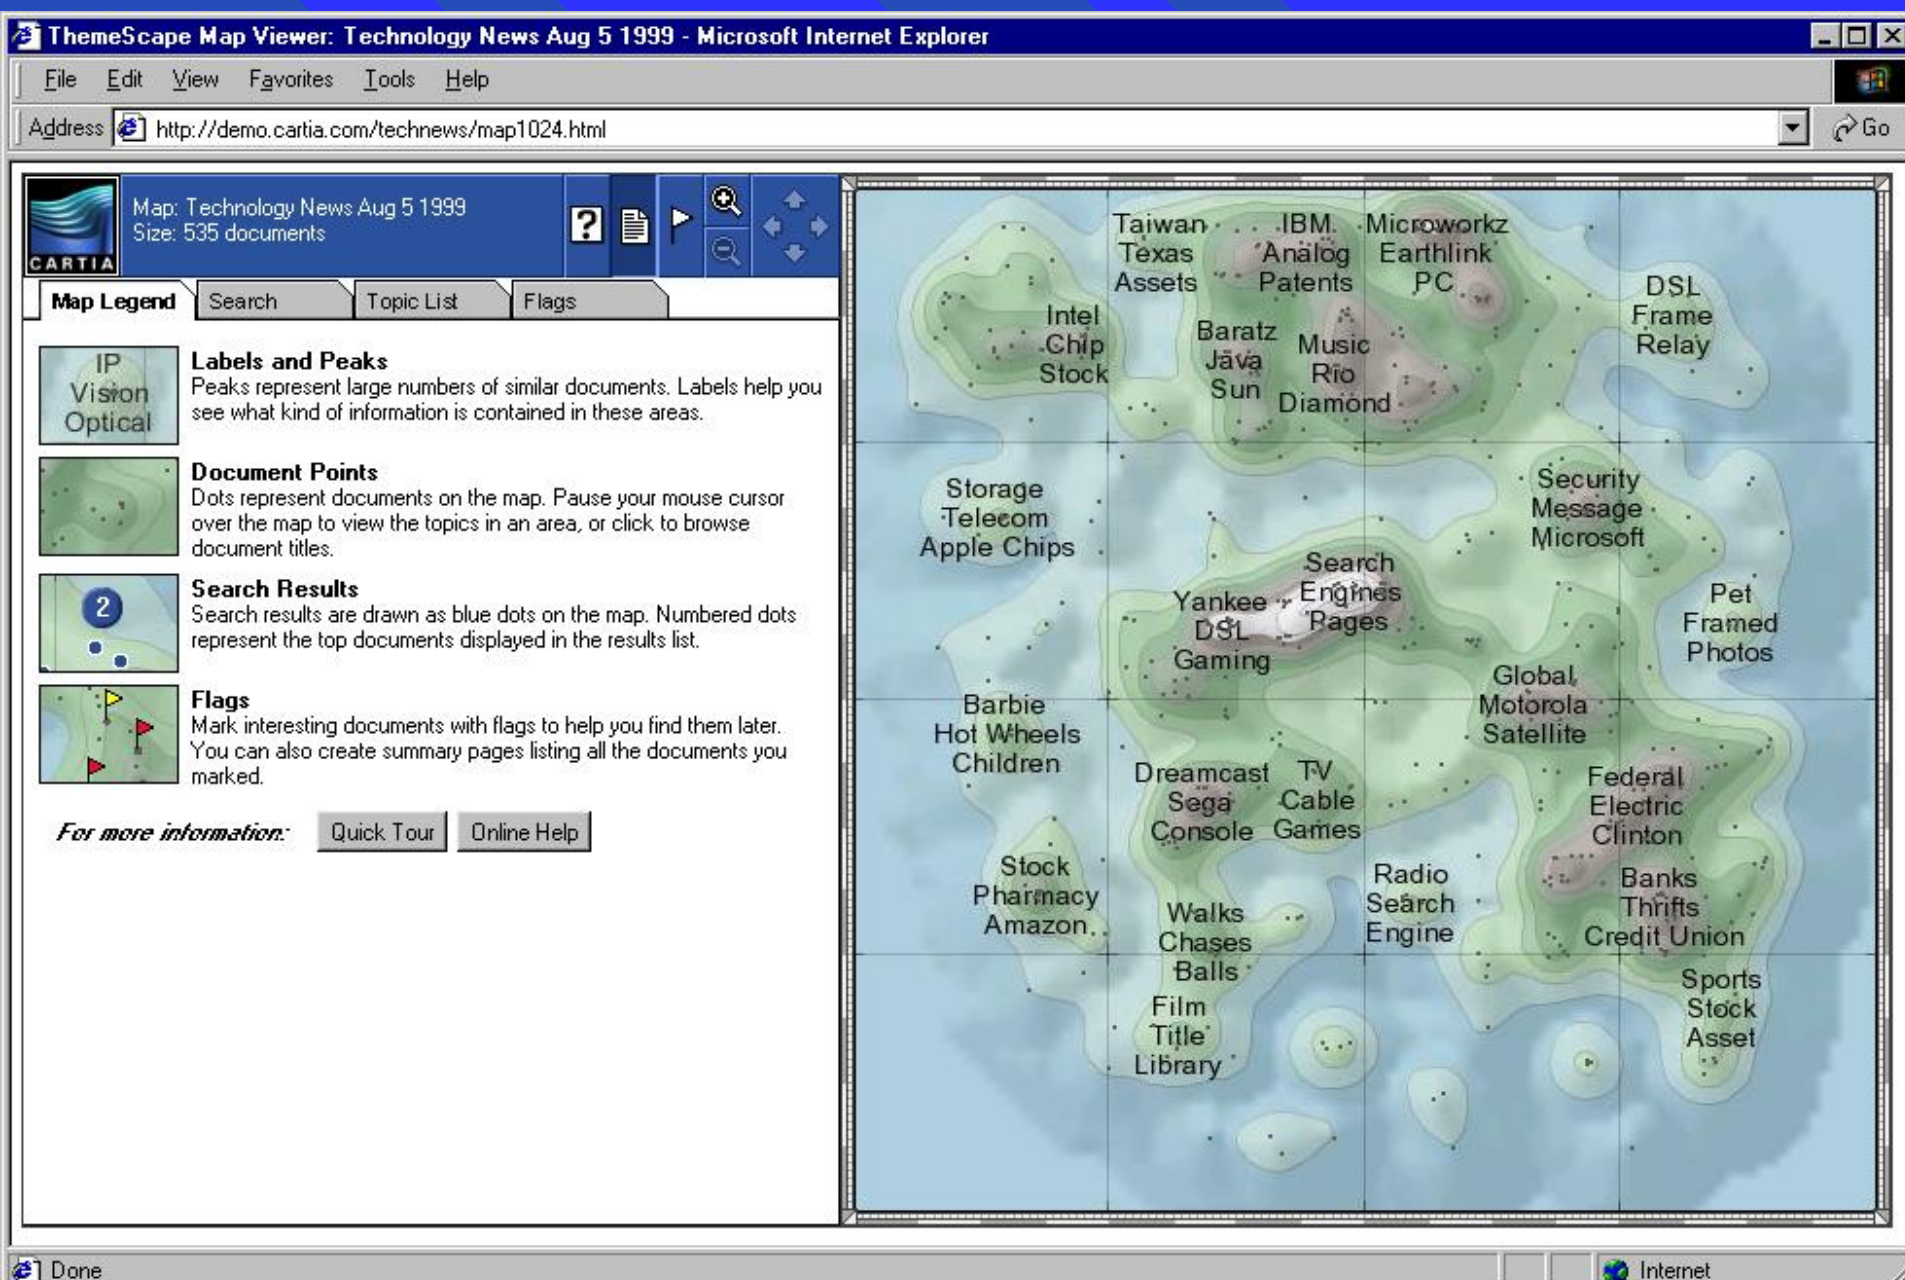 ThemeScape Map Viewer: Technology News Aug 5 1999 - Microsoft Internet Explorer
File Edit View Favorites Tools Help
Address http://demo.cartia.com/technews/map1024.html Go
CARTIA
Map: Technology News Aug 5 1999
Size: 535 documents
?
Map Legend Search Topic List Flags
IP
Vision
Optical
Labels and Peaks
Peaks represent large numbers of similar documents. Labels help you
see what kind of information is contained in these areas.
Document Points
Dots represent documents on the map. Pause your mouse cursor
over the map to view the topics in an area, or click to browse
document titles.
2
Search Results
Search results are drawn as blue dots on the map. Numbered dots
represent the top documents displayed in the results list.
Flags
Mark interesting documents with flags to help you find them later.
You can also create summary pages listing all the documents you
marked.
For more information: Quick Tour Online Help
Taiwan
Texas
Assets
IBM
Analog
Patents
Microworkz
Earthlink
PC
DSL
Frame
Relay
Intel
Chip
Stock
Baratz
Java
Sun
Music
Rio
Diamond
Storage
Telecom
Apple Chips
Security
Message
Microsoft
Search
Engines
Rages
Yankee
DSL
Gaming
Pet
Framed
Photos
Global
Motorola
Satellite
Barbie
Hot Wheels
Children
Dreamcast
Sega
Console
TV
Cable
Games
Federal
Electric
Clinton
Stock
Pharmacy
Amazon
Radio
Search
Engine
Banks
Thrifts
Credit Union
Walks
Chases
Balls
Sports
Stock
Asset
Film
Title
Library
Done
Internet